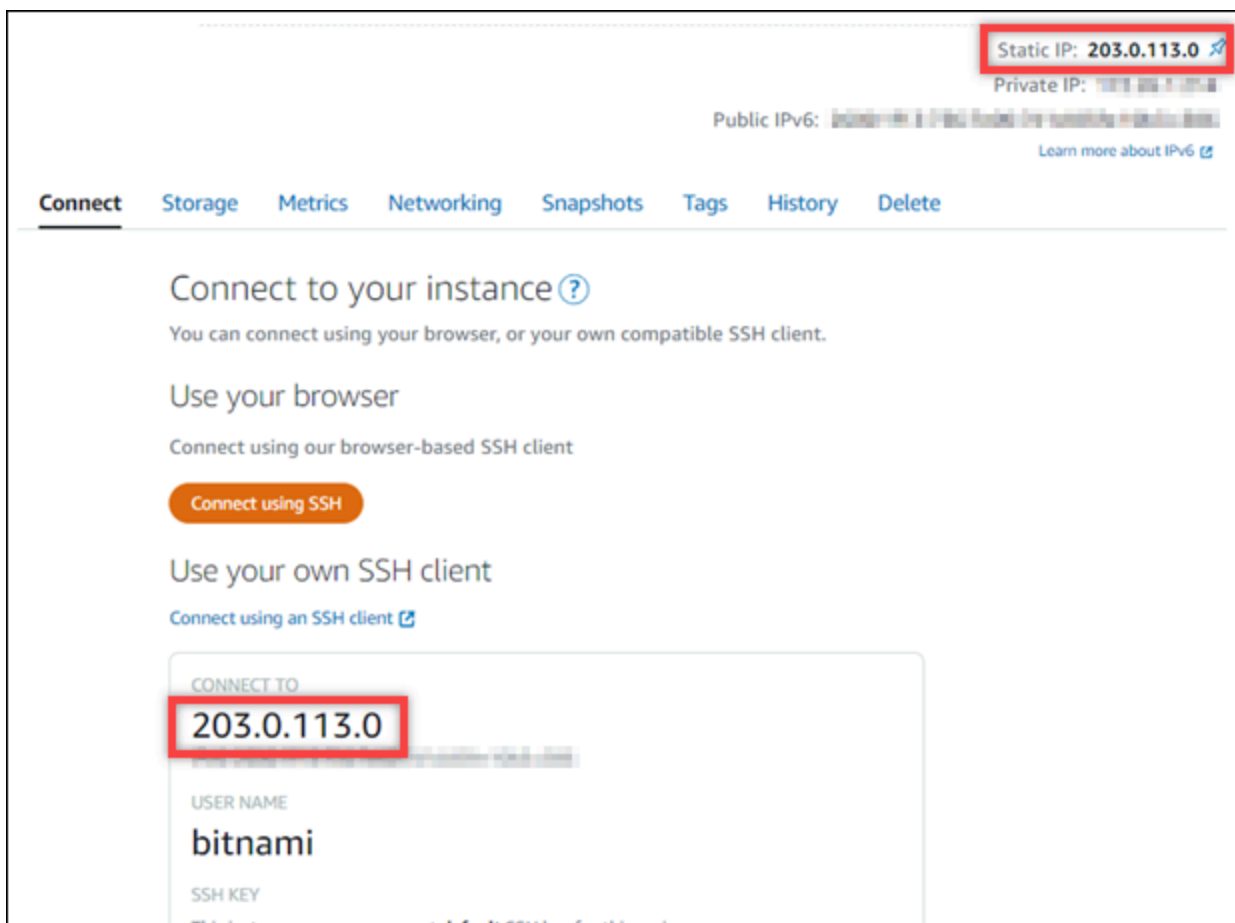 Static IP: 203.0.113.0
Private IP:
Public IPv6:
Learn more about IPv6
Connect Storage Metrics Networking Snapshots Tags History Delete
Connect to your instance ?
You can connect using your browser, or your own compatible SSH client.
Use your browser
Connect using our browser-based SSH client
Connect using SSH
Use your own SSH client
Connect using an SSH client
CONNECT TO
203.0.113.0
USER NAME
bitnami
SSH KEY